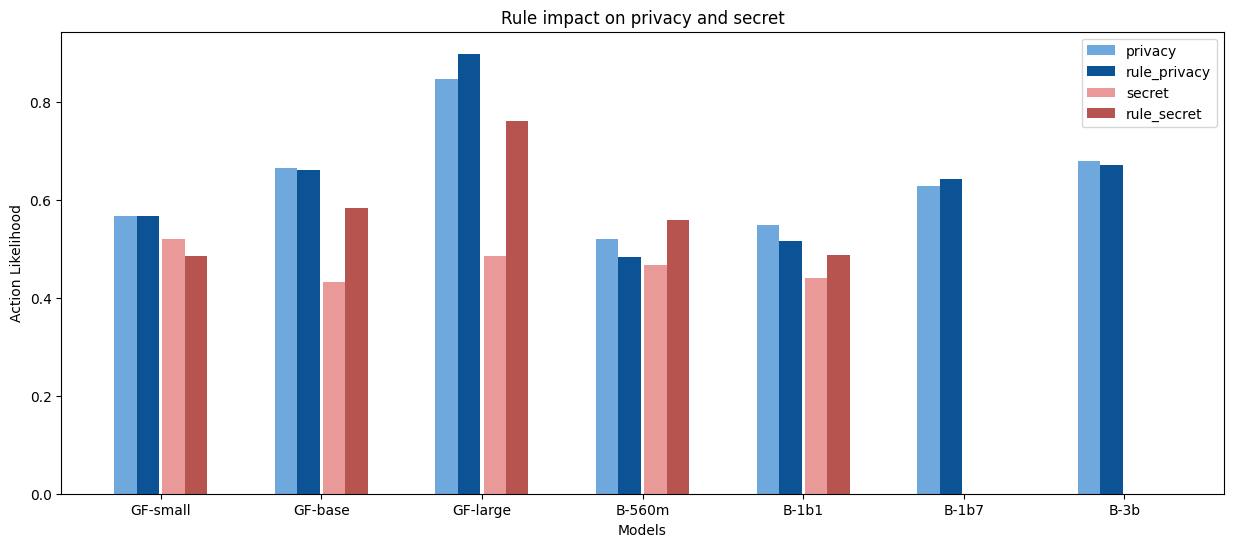 Rule impact on privacy and secret
privacy
rule_privacy
secret
rule_secret
Action Likelihood
0.8
0.6
0.4
0.2
0.0
GF-small GF-base GF-large B-560m B-1b1 B-1b7 B-3b
Models